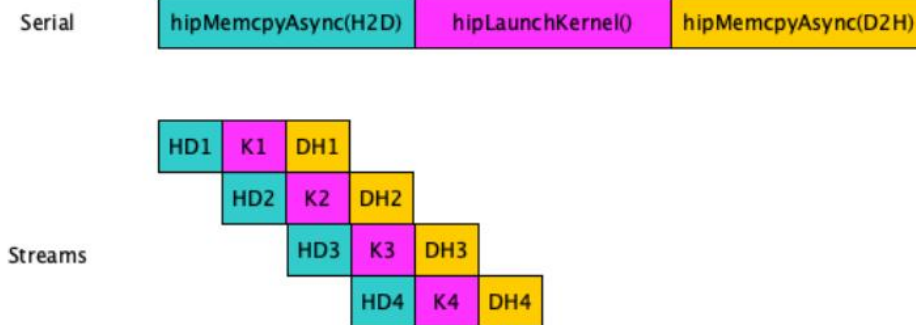 Serial hipMemcpyAsync(H2D) hipLaunchKernel() hipMemcpyAsync(D2H)
HD1 K1 DH1
HD2 K2 DH2
Streams
HD3 K3 DH3
HD4 K4 DH4